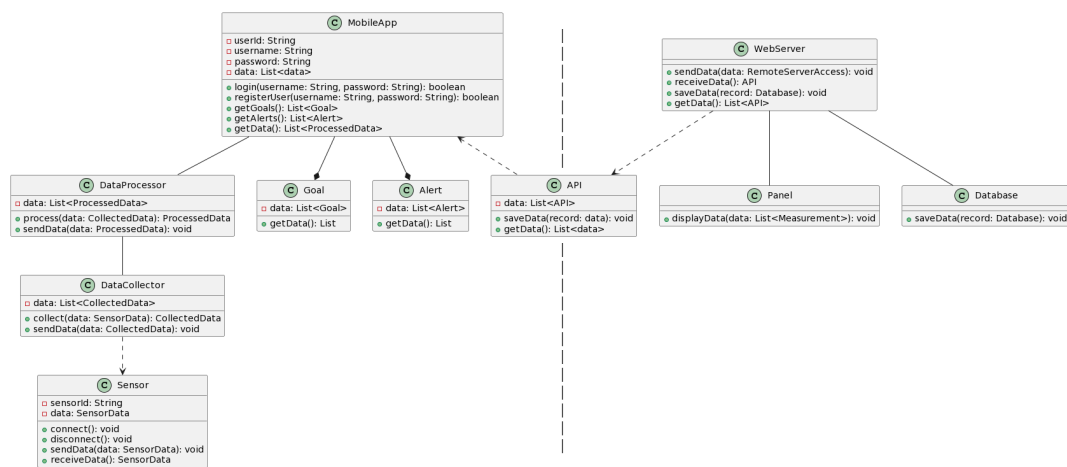 C MobileApp
userId: String
username: String
password: String
data: List<data>
login(username: String, password: String): boolean
registerUser(username: String, password: String): boolean
getGoals(): List<Goal>
getAlerts(): List<Alert>
getData(): List<ProcessedData>
C WebServer
sendData(data: RemoteServerAccess): void
receiveData(): API
saveData(record: Database): void
getData(): List<API>
C DataProcessor
data: List<ProcessedData>
process(data: CollectedData): ProcessedData
sendData(data: ProcessedData): void
C Goal
data: List<Goal>
getData(): List
C Alert
data: List<Alert>
getData(): List
C API
data: List<API>
saveData(record: data): void
getData(): List<data>
C Panel
displayData(data: List<Measurement>): void
C Database
saveData(record: Database): void
C DataCollector
data: List<CollectedData>
collect(data: SensorData): CollectedData
sendData(data: CollectedData): void
C Sensor
sensorId: String
data: SensorData
connect(): void
disconnect(): void
sendData(data: SensorData): void
receiveData(): SensorData